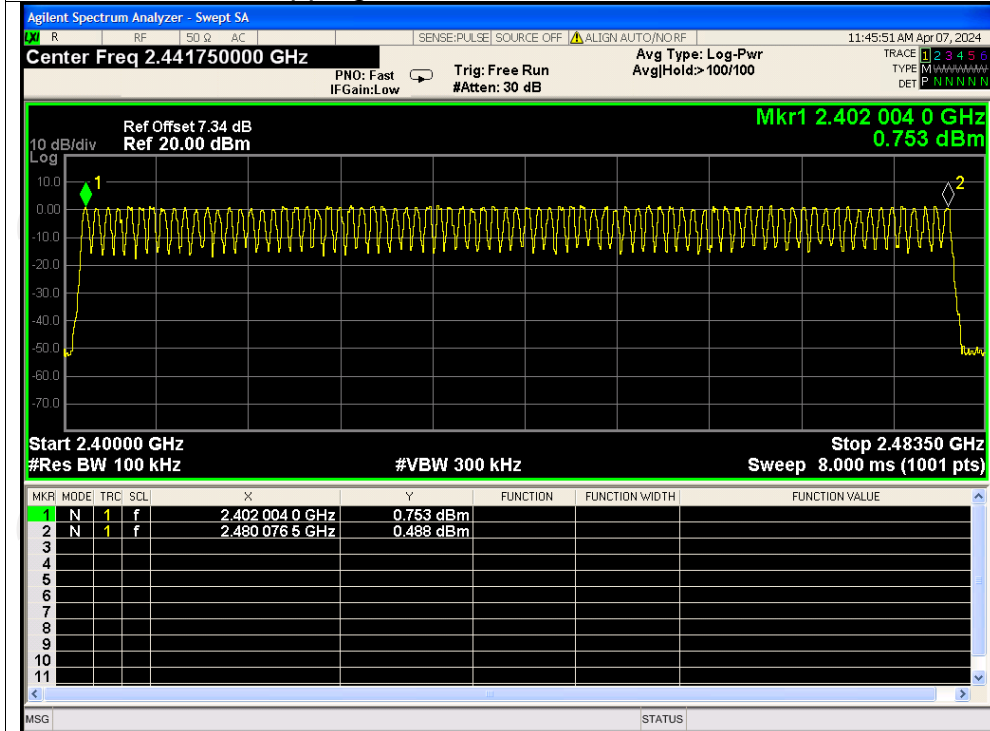 Agilent Spectrum Analyzer - Swept SA
LXI R RF 50 Ω AC SENSE:PULSE SOURCE OFF ALIGN AUTO/NO RF 11:45:51 AM Apr 07, 2024
Center Freq 2.441750000 GHz Avg Type: Log-Pwr TRACE 1 2 3 4 5 6
PNO: Fast Trig: Free Run Avg|Hold:>100/100 TYPE M
IFGain:Low #Atten: 30 dB DET P N N N N N
Mkr1 2.402 004 0 GHz
Ref Offset 7.34 dB
10 dB/div Ref 20.00 dBm 0.753 dBm
Log
10.0
1 2
0.00
-10.0
-20.0
-30.0
-40.0
-50.0
-60.0
-70.0
Start 2.40000 GHz Stop 2.48350 GHz
#Res BW 100 kHz #VBW 300 kHz Sweep 8.000 ms (1001 pts)
MKR MODE TRC SCL X Y FUNCTION FUNCTION WIDTH FUNCTION VALUE
1 N 1 f 2.402 004 0 GHz 0.753 dBm
2 N 1 f 2.480 076 5 GHz 0.488 dBm
3
4
5
6
7
8
9
10
11
MSG STATUS